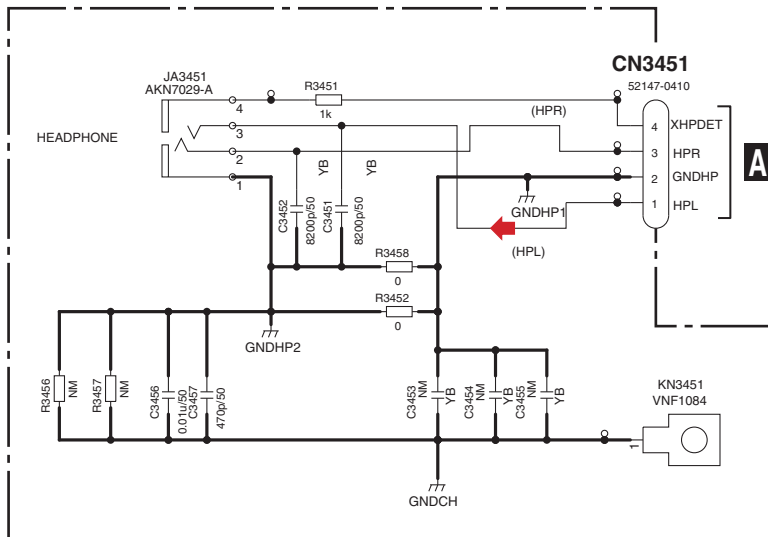 CN3451
52147-0410
JA3451
AKN7029-A
R3451
1k
HEADPHONE
4
3
2
1
(HPR)
4 XHPDET
3 HPR
2 GNDHP
1 HPL
A
YB
YB
C3452
8200p/50
C3451
8200p/50
GNDHP1
(HPL)
R3458
0
R3452
0
GNDHP2
R3456
NM
R3457
NM
C3456
0.01u/50
C3457
470p/50
C3453
NM
YB
C3454
NM
YB
C3455
NM
YB
KN3451
VNF1084
1
GNDCH